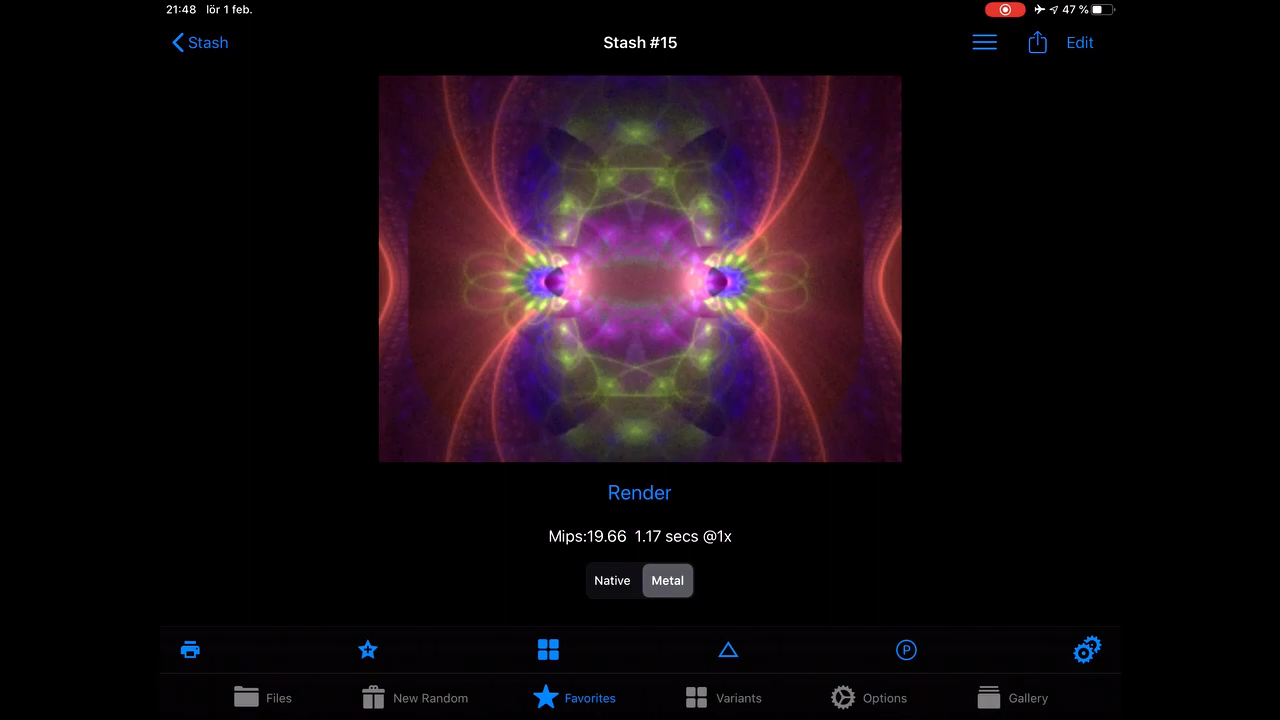 21:48 lör 1 feb. 47 %
Stash Stash #15 Edit
Render
Mips:19.66 1.17 secs @1x
Native Metal
P
Files New Random Favorites Variants Options Gallery